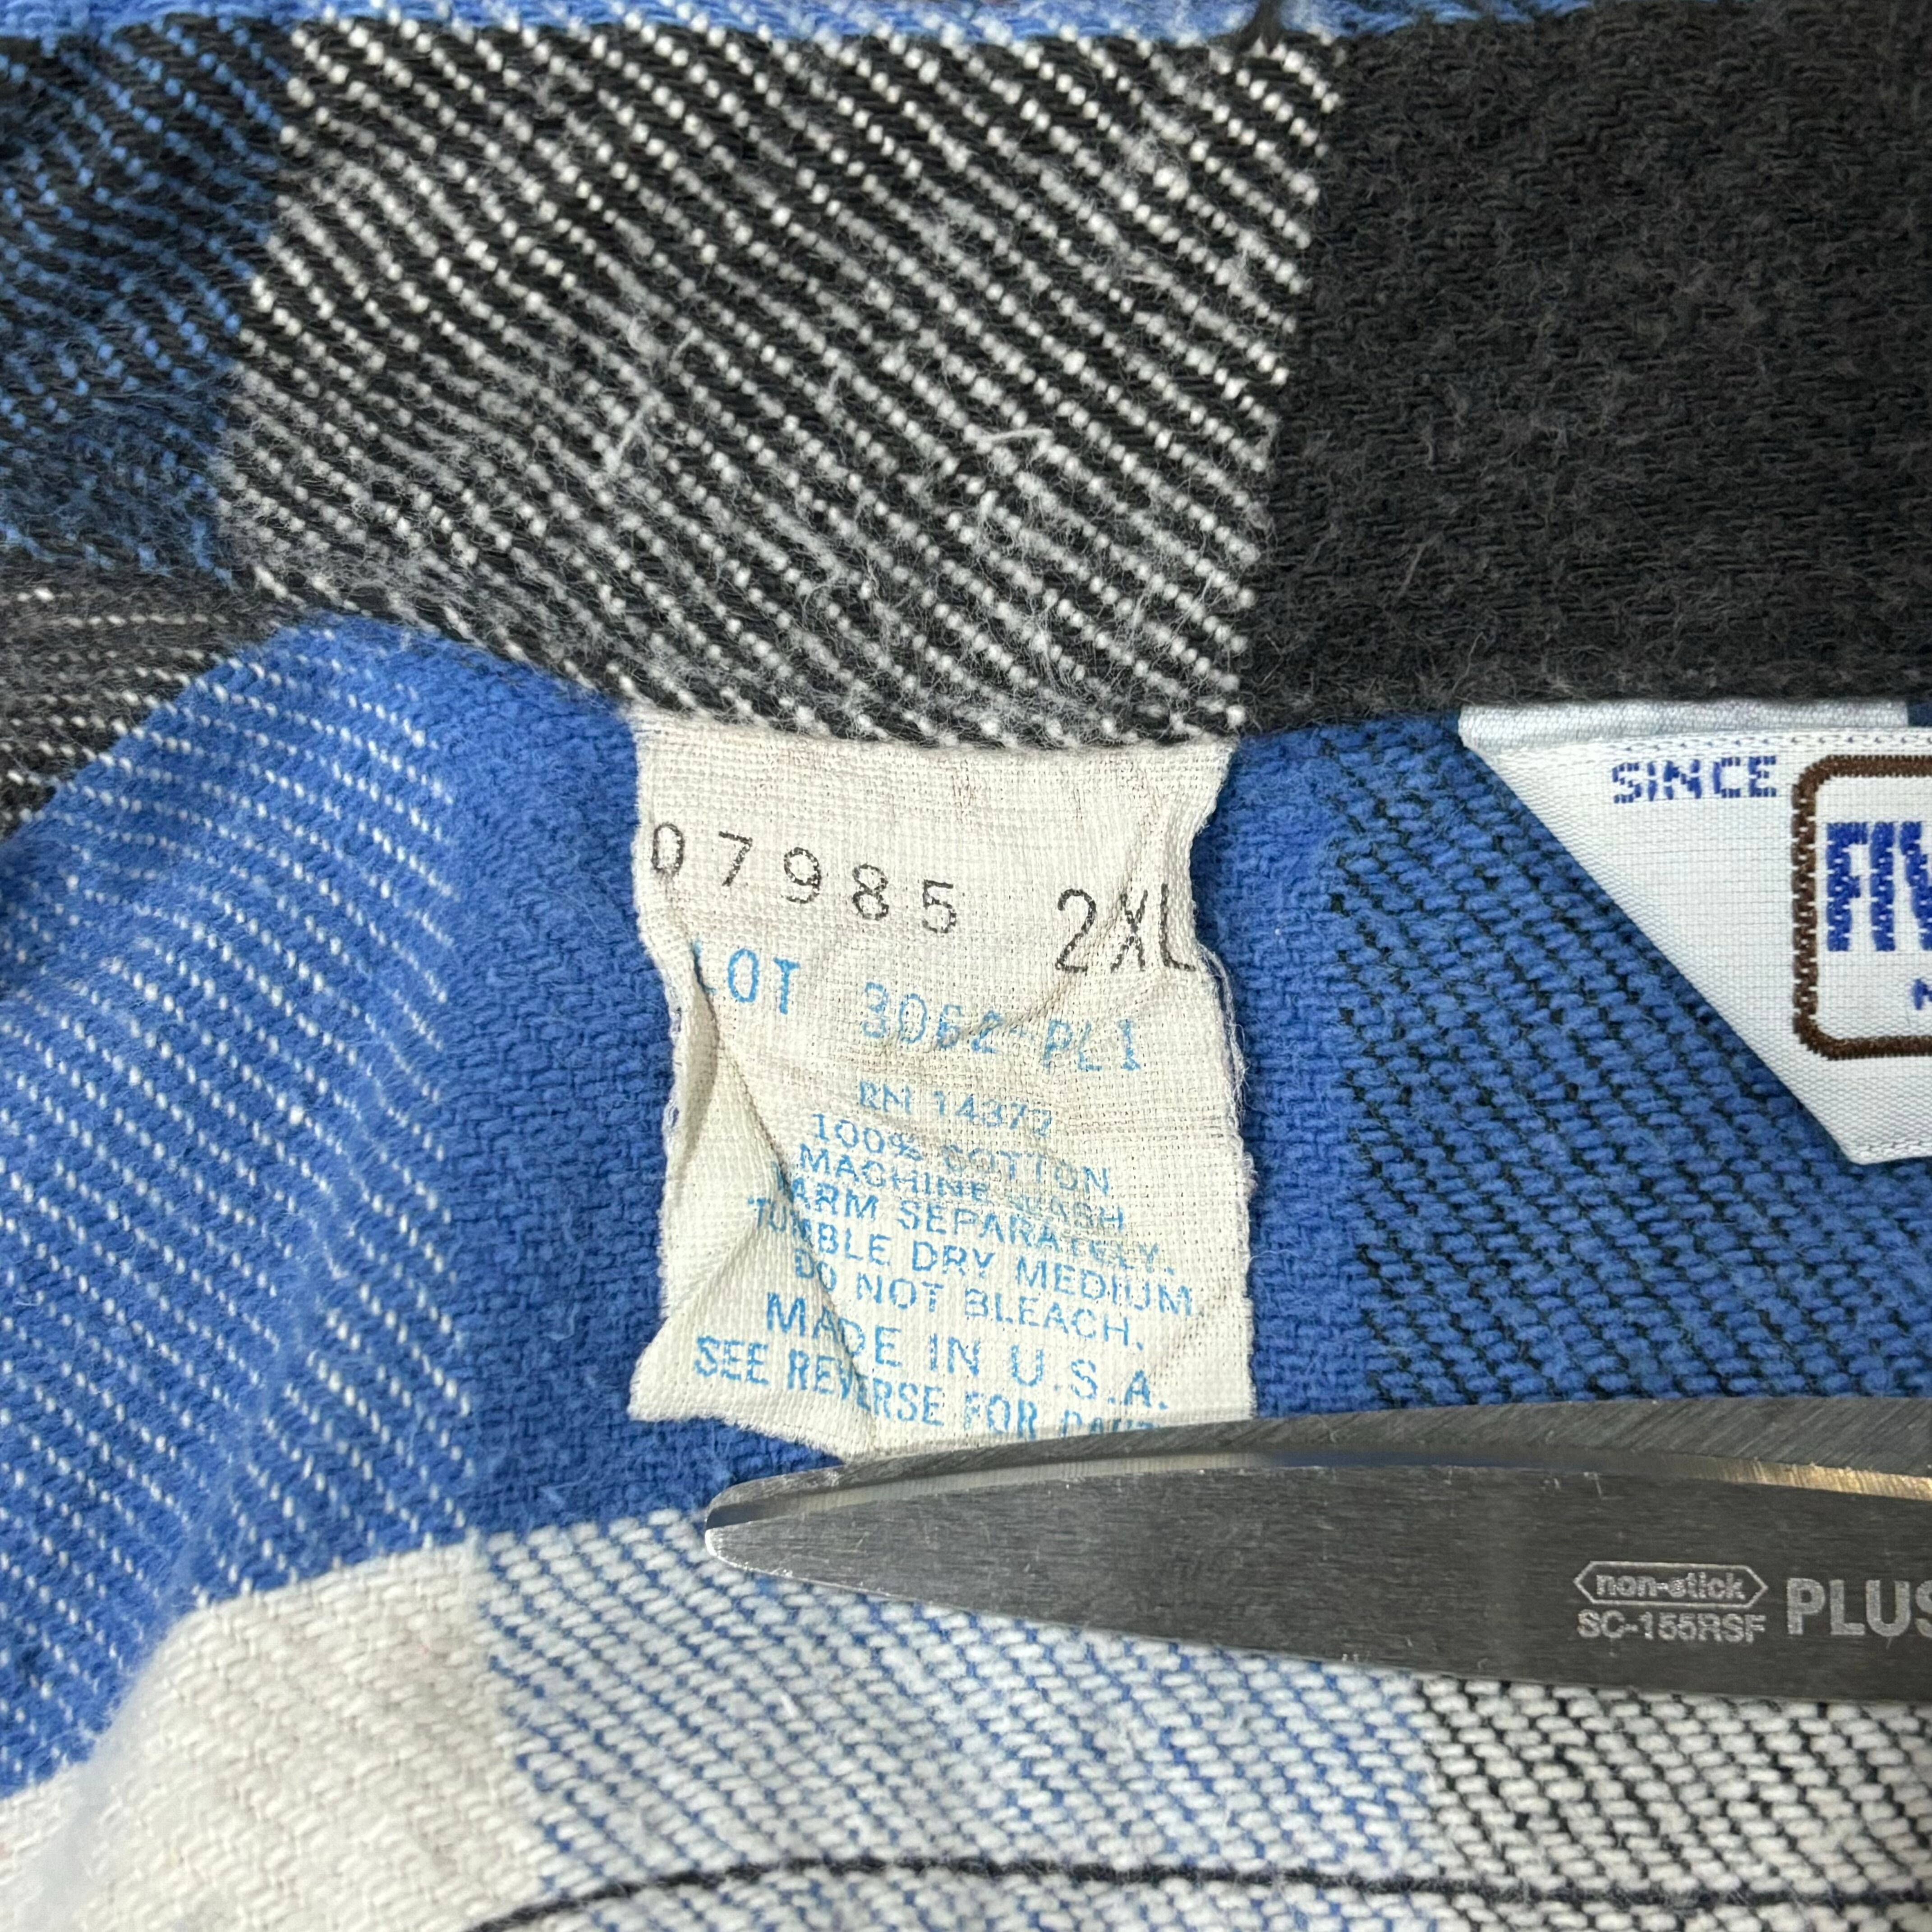 07985 2XL
LOT 3062-PL1
RN 14372
100% COTTON
MACHINE WASH
WARM SEPARATELY.
TUMBLE DRY MEDIUM.
DO NOT BLEACH.
MADE IN U.S.A.
SEE REVERSE FOR
SINCE
FIV
non-stick
SC-155RSF PLUS